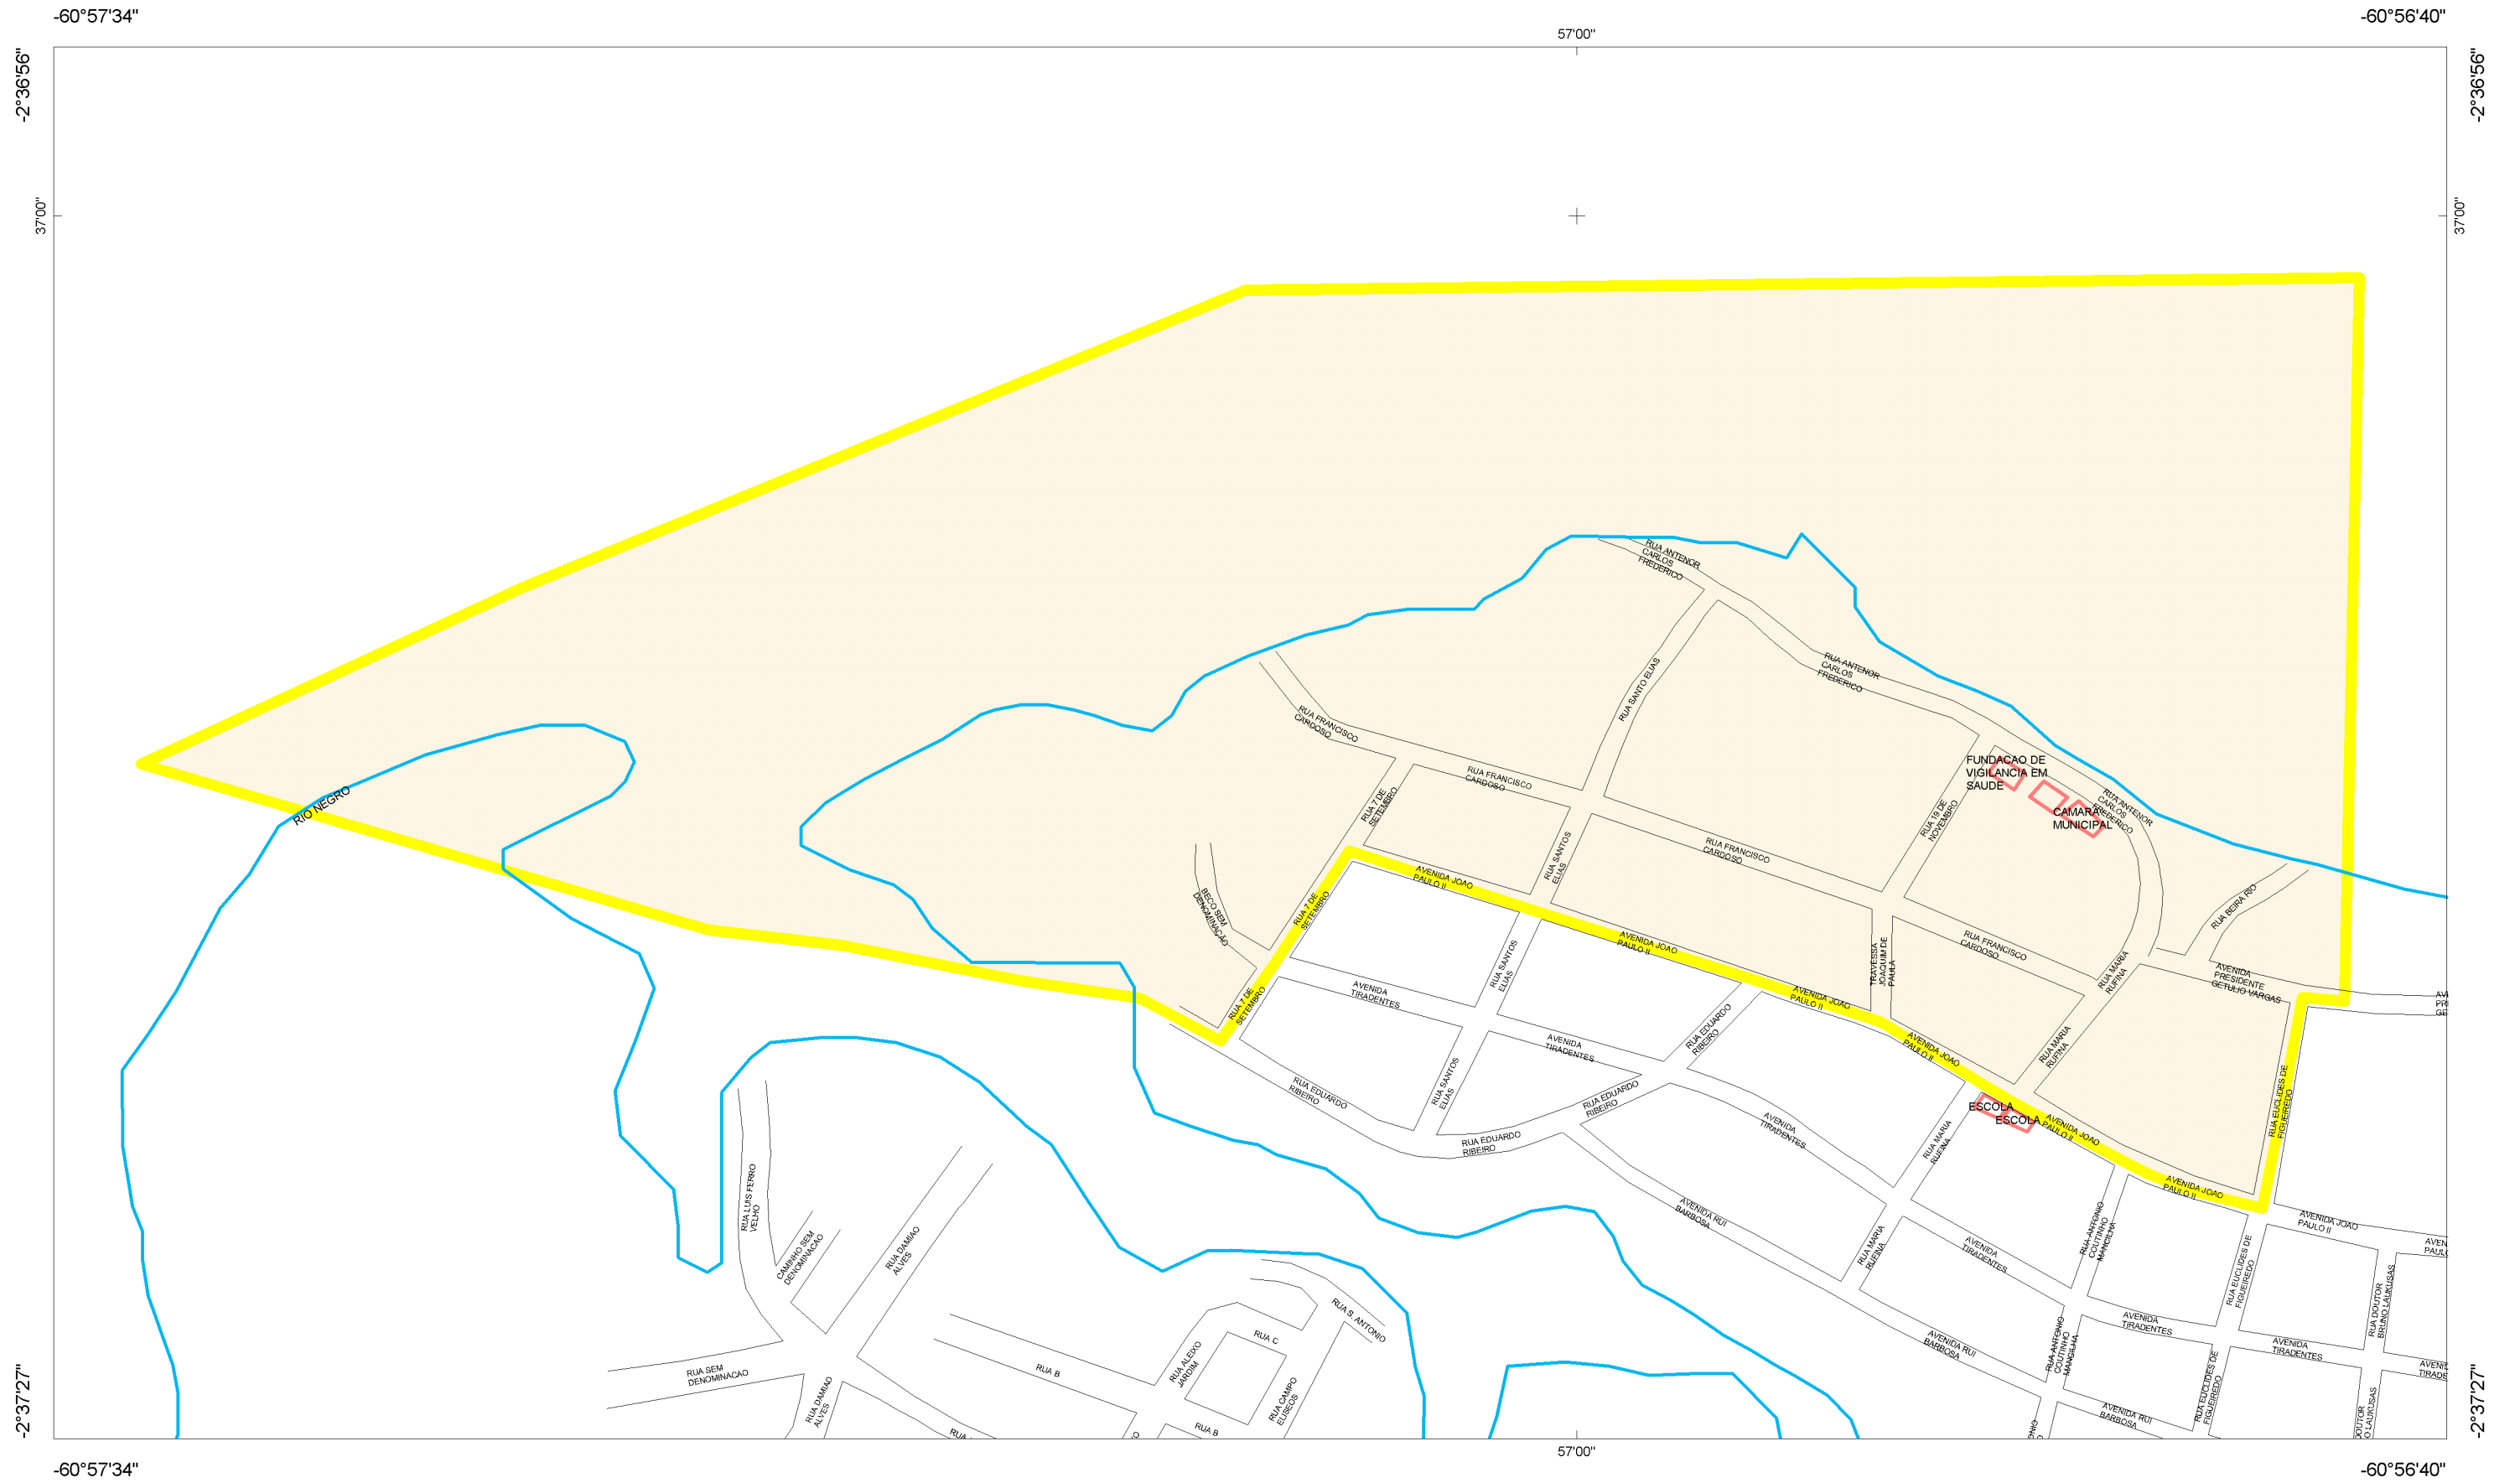 -60°57'34"
-60°56'40"
57'00"
-2°36'56"
-2°36'56"
37'00"
37'00"
RUA ANTENOR
CARLOS
FREDERICO
RUA SANTO ELIAS
RUA ANTENOR
CARLOS
FREDERICO
RUA FRANCISCO
CARDOSO
RUA FRANCISCO
CARDOSO
FUNDACAO DE
VIGILANCIA EM
SAUDE
RIO NEGRO
RUA 7 DE
SETEMBRO
RUA 19 DE
NOVEMBRO
RUA ANTENOR
CARLOS
FREDERICO
CAMARA
MUNICIPAL
RUA SANTOS
ELIAS
RUA FRANCISCO
CARDOSO
AVENIDA JOAO
PAULO II
BECO SEM
DENOMINAÇÃO
RUA 7 DE
SETEMBRO
RUA BEIRA RIO
AVENIDA JOAO
PAULO II
RUA SANTOS
ELIAS
TRAVESSA
JOAQUIM DE
PAULA
RUA FRANCISCO
CARDOSO
RUA MARIA
RUFINA
AVENIDA
PRESIDENTE
GETULIO VARGAS
RUA 7 DE
SETEMBRO
AVENIDA
TIRADENTES
AVENIDA JOAO
PAULO II
AVI
PRI
GE
RUA EDUARDO
RIBEIRO
AVENIDA
TIRADENTES
AVENIDA JOAO
PAULO II
RUA MARIA
RUFINA
RUA EDUARDO
RIBEIRO
RUA SANTOS
ELIAS
RUA EDUARDO
RIBEIRO
RUA EUCLIDES DE
FIGUEIREDO
ESCOLA
ESCOLA
AVENIDA JOAO
PAULO II
RUA EDUARDO
RIBEIRO
AVENIDA
TIRADENTES
RUA MARIA
RUFINA
AVENIDA JOAO
PAULO II
RUA LUIS FERRO
VELHO
CAMINHO SEM
DENOMINACAO
RUA DAMIAO
ALVES
AVENIDA RUI
BARBOSA
RUA MARIA
RUFINA
AVENIDA
TIRADENTES
RUA ANTONIO
COUTINHO
MANCILHA
AVENIDA JOAO
PAULO II
AVEN
PAUL
RUA EUCLIDES DE
FIGUEIREDO
RUA DOUTOR
BRUNO LAUKUSAS
RUA S. ANTONIO
RUA C
RUA ALEIXO
JARDIM
RUA B
RUA SEM
DENOMINACAO
AVENIDA RUI
BARBOSA
RUA ANTONIO
COUTINHO
MANCILHA
AVENIDA
TIRADENTES
AVENIDA
TIRADENTES
AVENI
TIRADE
RUA DAMIAO
ALVES
RUA CAMPO
ELISEOS
RUA B
RUA EUCLIDES DE
FIGUEIREDO
AVENIDA RUI
BARBOSA
-2°37'27"
-2°37'27"
57'00"
-60°57'34"
-60°56'40"